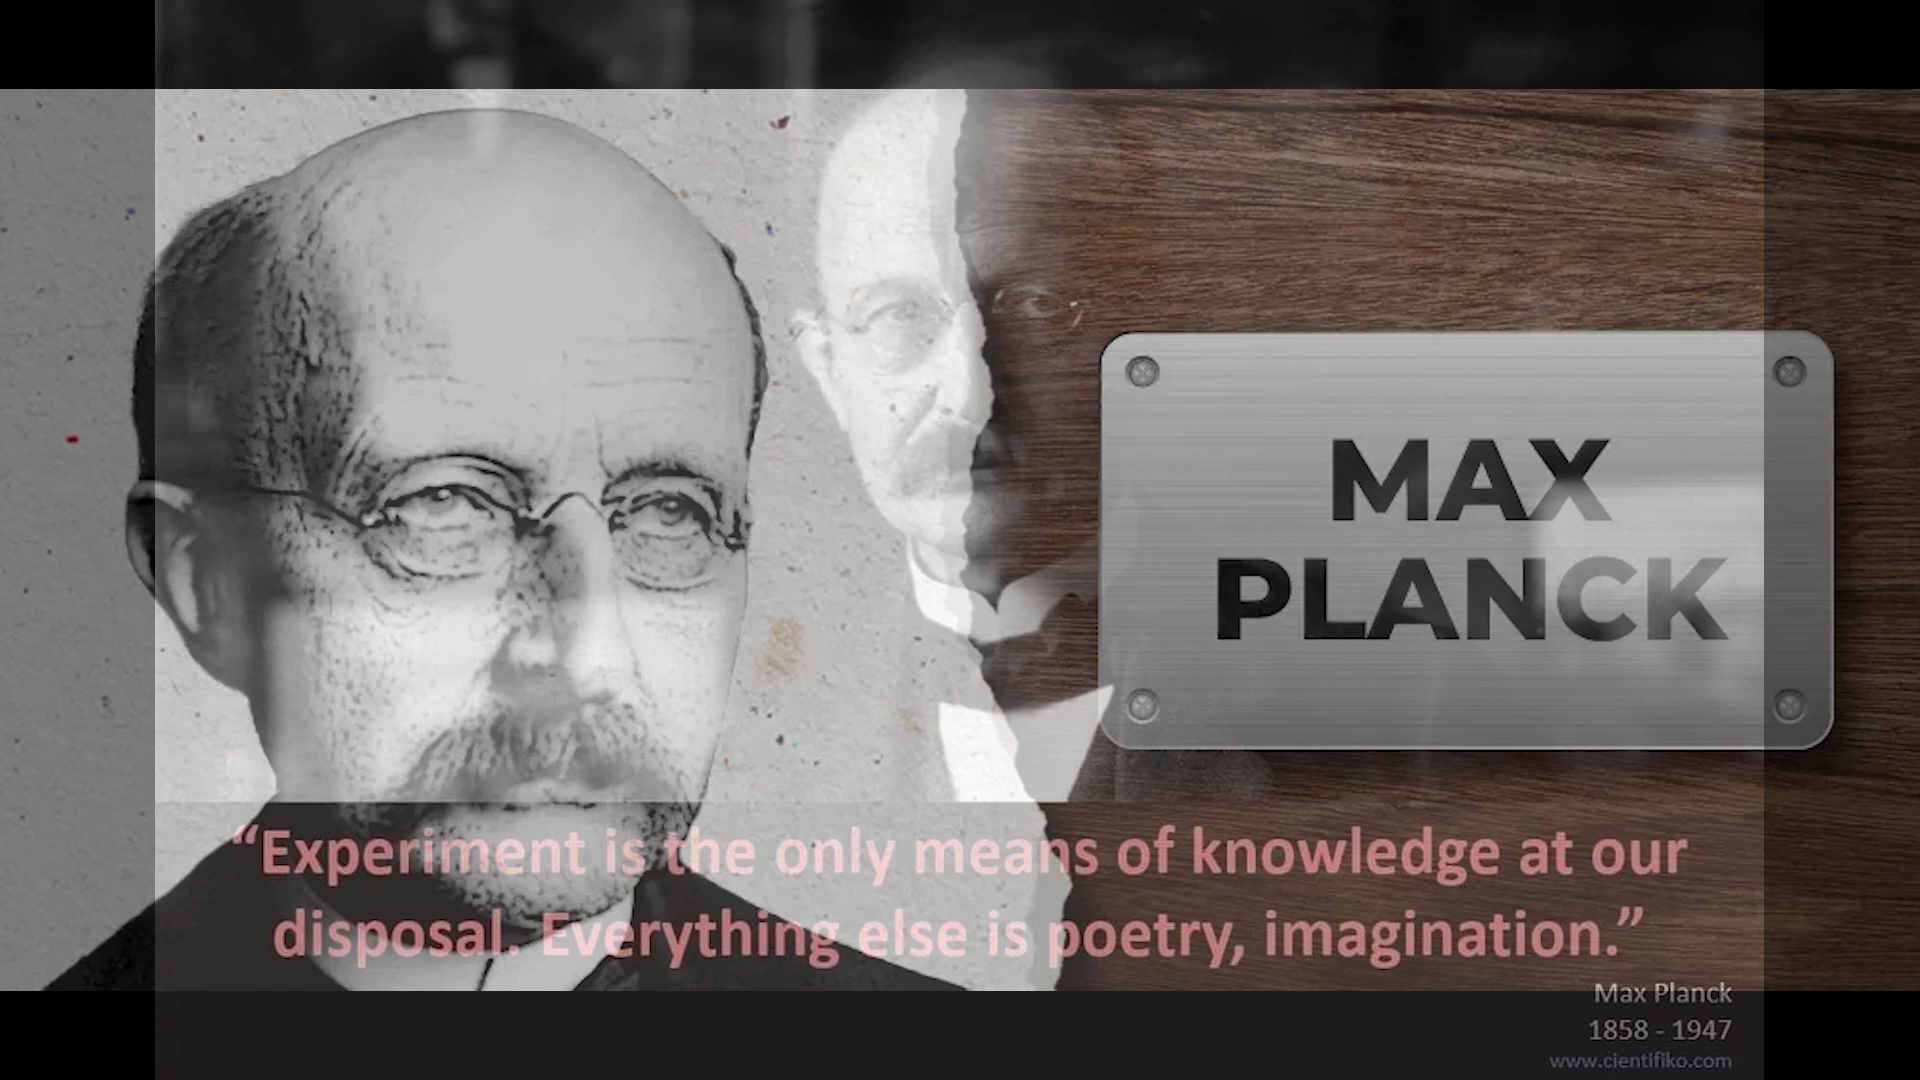 MAX
PLANCK
“Experiment is the only means of knowledge at our
disposal. Everything else is poetry, imagination.”
Max Planck
1858 - 1947
www.cientifiko.com